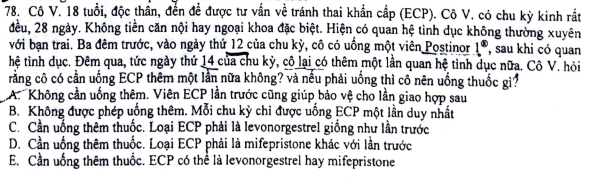 78. Cô V. 18 tuổi, độc thân, đến để được tư vấn về tránh thai khẩn cấp (ECP). Cô V. có chu kỳ kinh rất
đều, 28 ngày. Không tiền căn nội hay ngoại khoa đặc biệt. Hiện có quan hệ tình dục không thường xuyên
với bạn trai. Ba đêm trước, vào ngày thứ 12 của chu kỳ, cô có uống một viên Postinor 1®, sau khi có quan
hệ tình dục. Đêm qua, tức ngày thứ 14 của chu kỳ, cô lại có thêm một lần quan hệ tình dục nữa. Cô V. hỏi
rằng cô có cần uống ECP thêm một lần nữa không? và nếu phải uống thì cô nên uống thuốc gì?
A. Không cần uống thêm. Viên ECP lần trước cũng giúp bảo vệ cho lần giao hợp sau
B. Không được phép uống thêm. Mỗi chu kỳ chỉ được uống ECP một lần duy nhất
C. Cần uống thêm thuốc. Loại ECP phải là levonorgestrel giống như lần trước
D. Cần uống thêm thuốc. Loại ECP phải là mifepristone khác với lần trước
E. Cần uống thêm thuốc. ECP có thể là levonorgestrel hay mifepristone